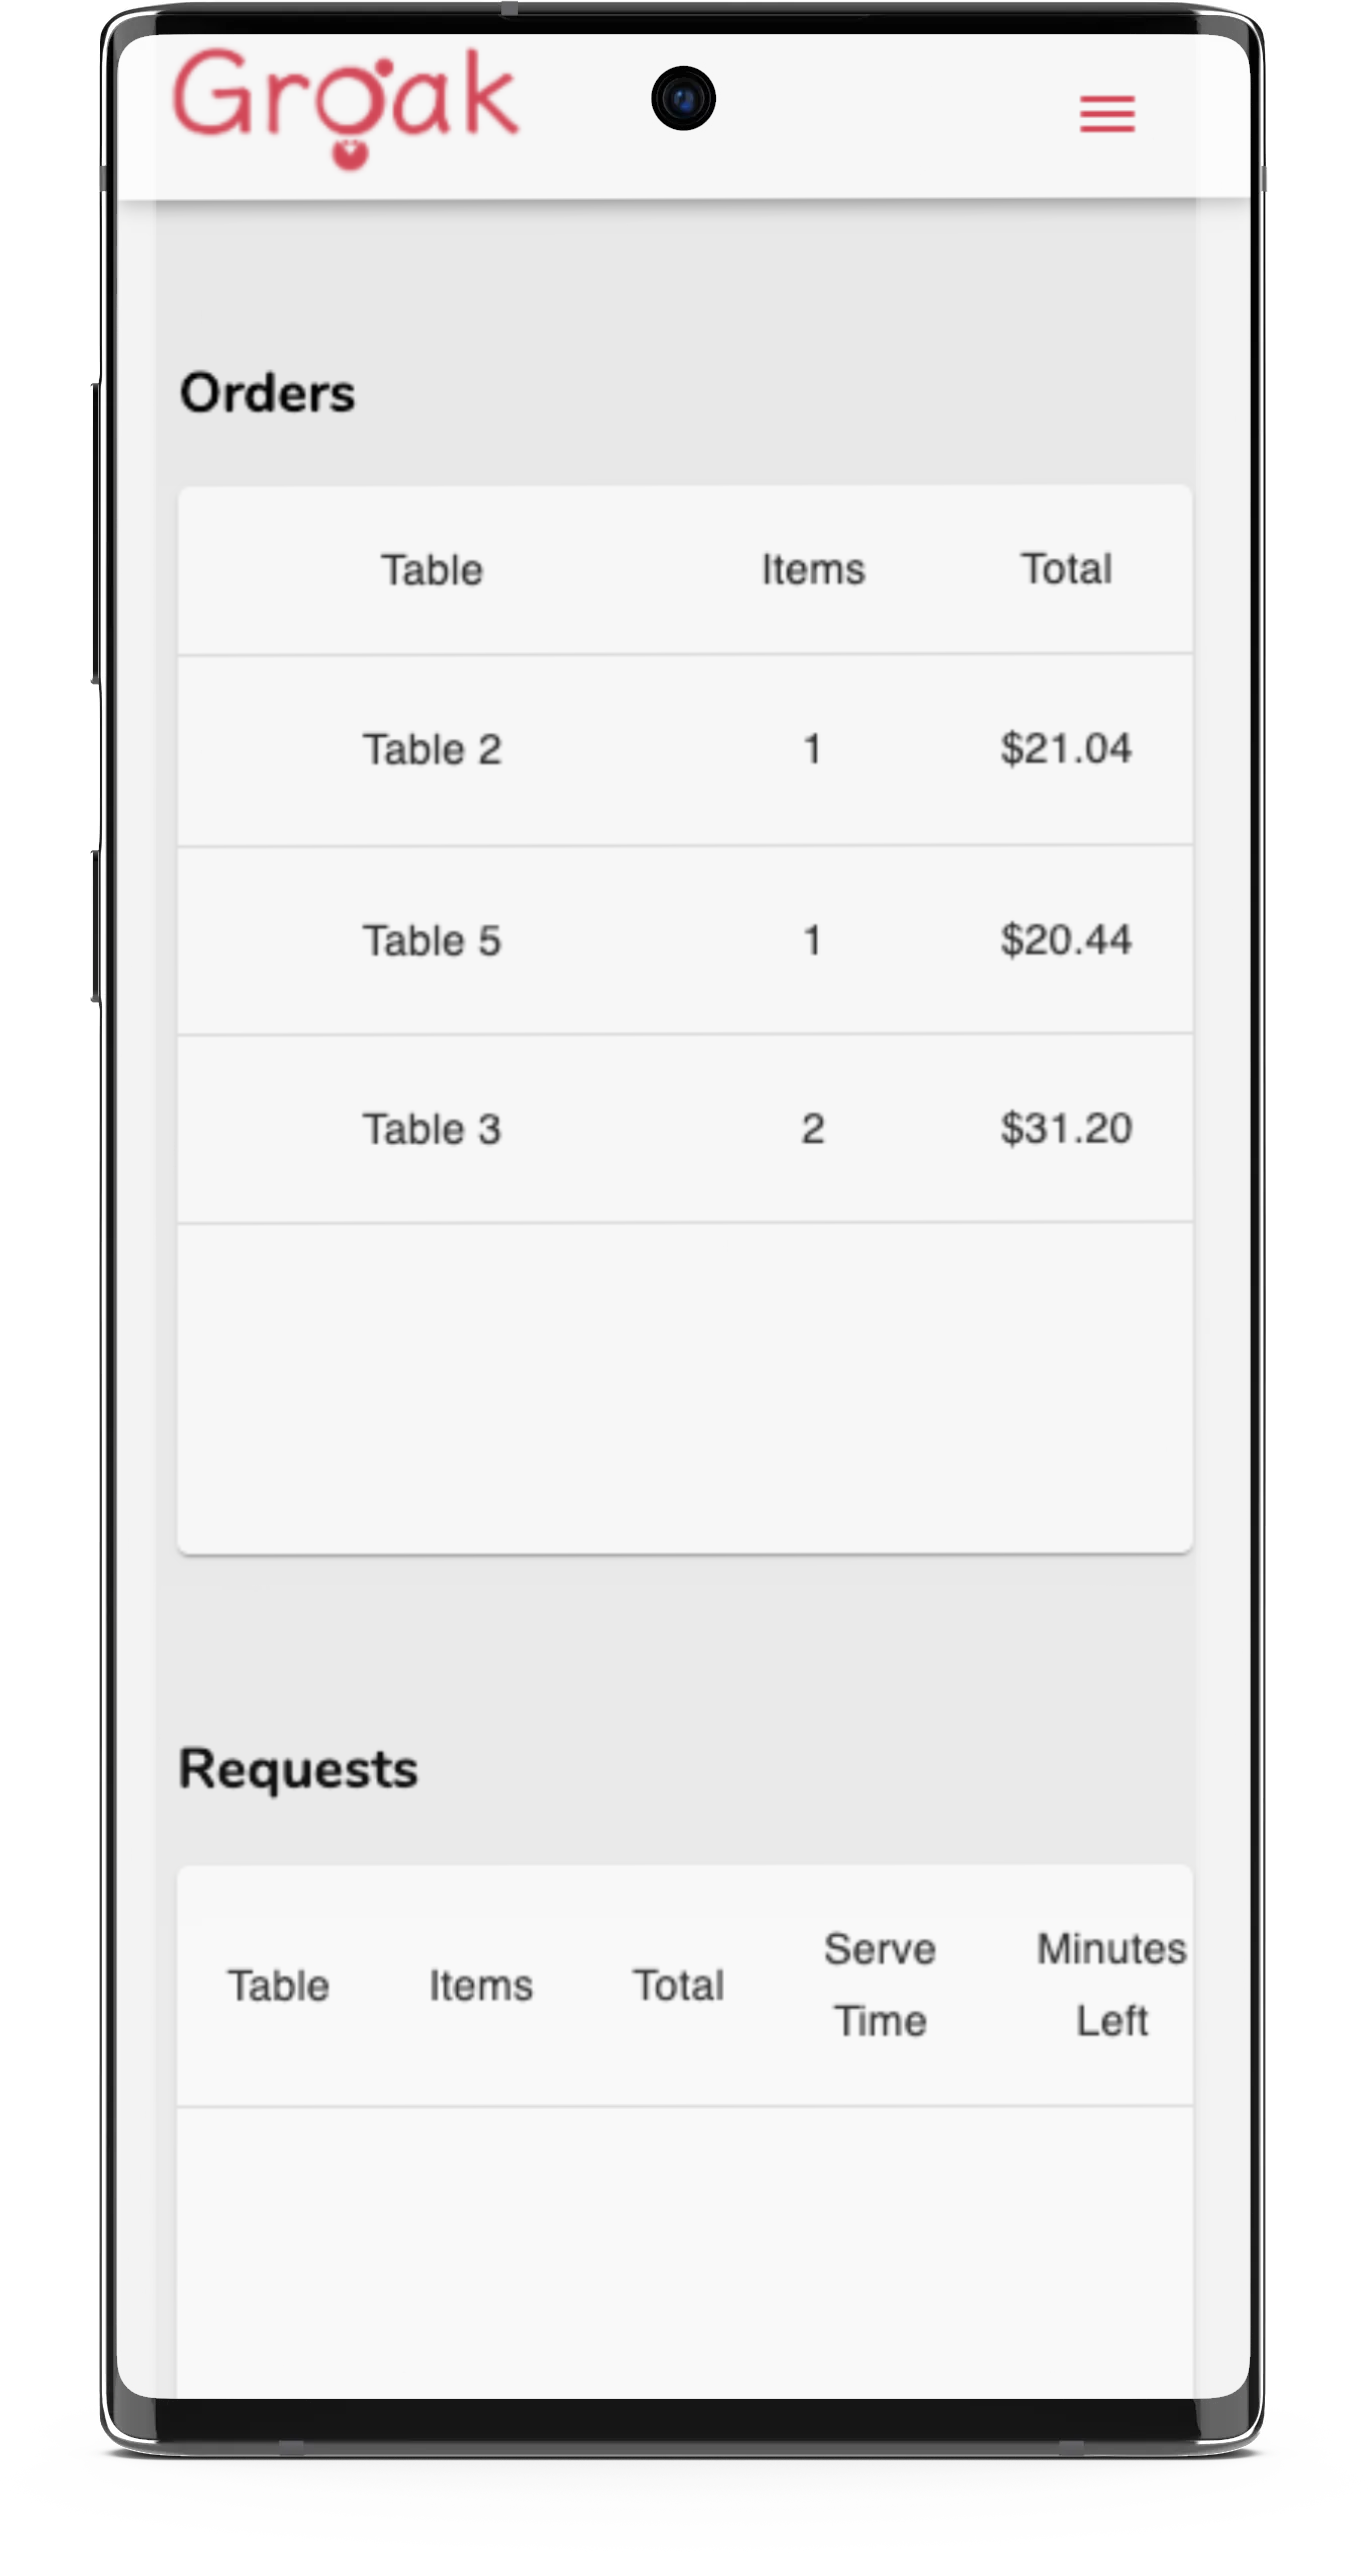 Groak
Orders
Table Items Total
Table 2 1 $21.04
Table 5 1 $20.44
Table 3 2 $31.20
Requests
Table Items Total Serve Time Minutes Left